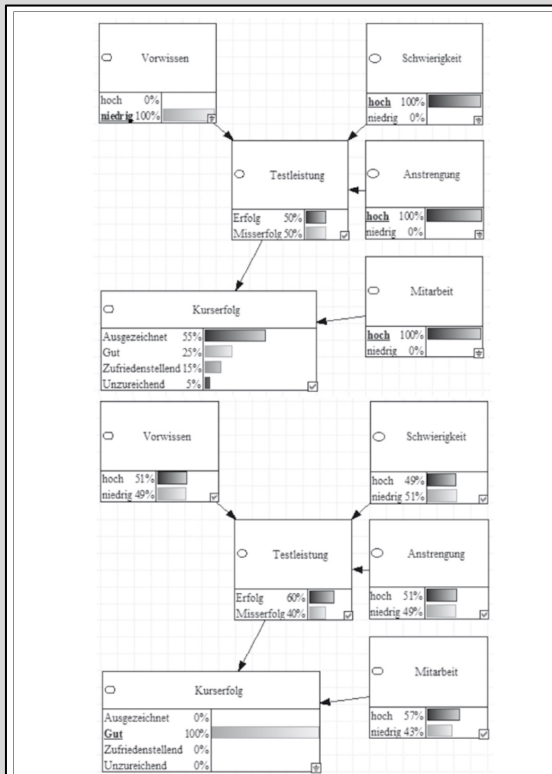 Vorwissen
hoch 0%
niedrig 100%
Schwierigkeit
hoch 100%
niedrig 0%
Testleistung
Erfolg 50%
Misserfolg 50%
Anstrengung
hoch 100%
niedrig 0%
Kurserfolg
Ausgezeichnet 55%
Gut 25%
Zufriedenstellend 15%
Unzureichend 5%
Mitarbeit
hoch 100%
niedrig 0%
Vorwissen
hoch 51%
niedrig 49%
Schwierigkeit
hoch 49%
niedrig 51%
Testleistung
Erfolg 60%
Misserfolg 40%
Anstrengung
hoch 51%
niedrig 49%
Kurserfolg
Ausgezeichnet 0%
Gut 100%
Zufriedenstellend 0%
Unzureichend 0%
Mitarbeit
hoch 57%
niedrig 43%